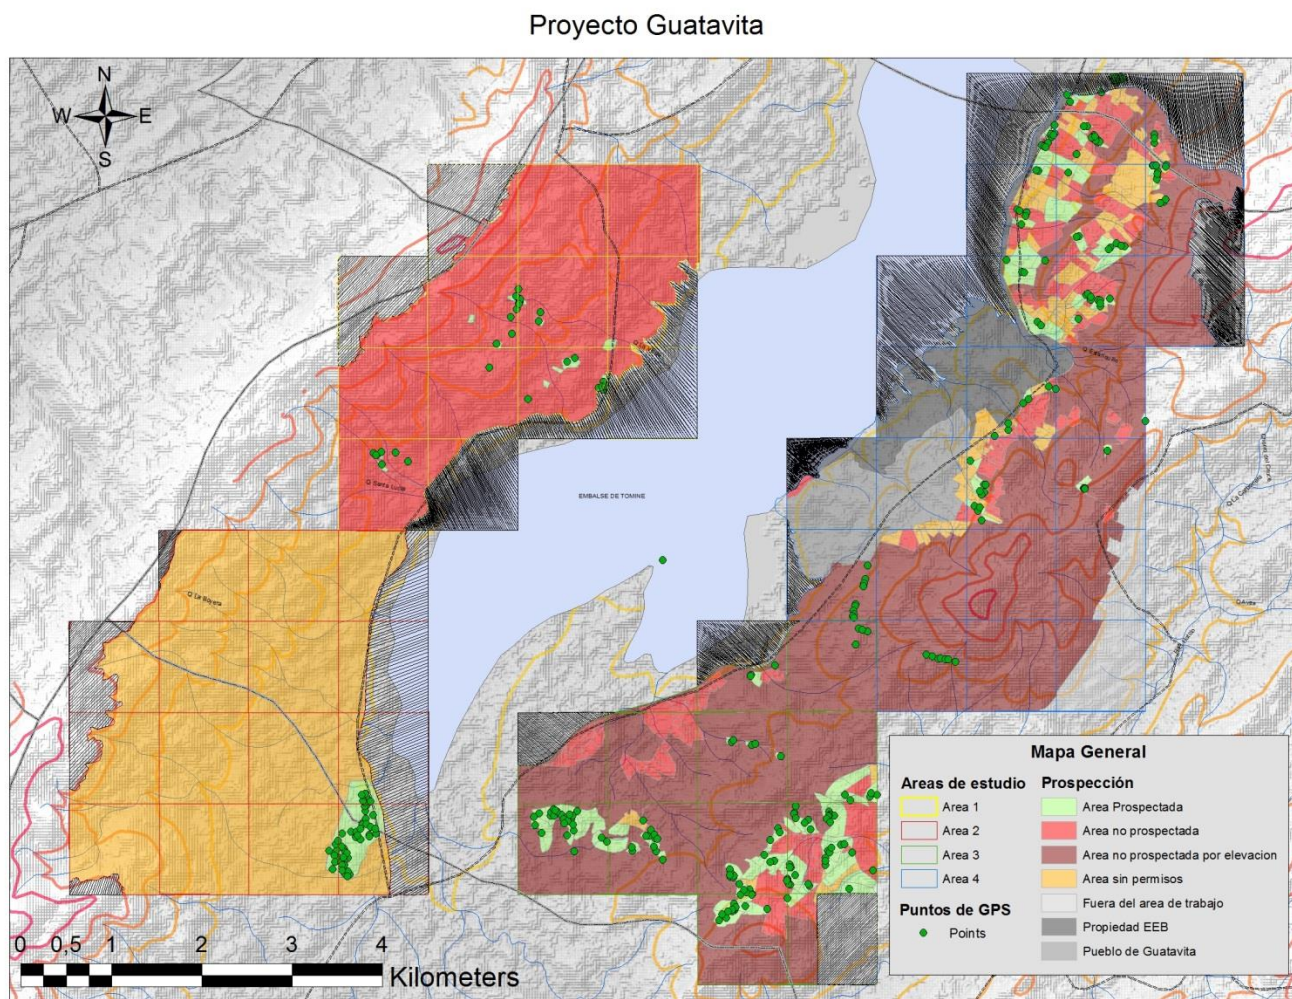 Proyecto Guatavita
N
W E
S
Q Santa Lucia
EMBALSE DE TOMINE
Mapa General
Areas de estudio
Area 1
Area 2
Area 3
Area 4
Puntos de GPS
Points
Prospección
Area Prospectada
Area no prospectada
Area no prospectada por elevacion
Area sin permisos
Fuera del area de trabajo
Propiedad EEB
Pueblo de Guatavita
0 0,5 1 2 3 4
Kilometers